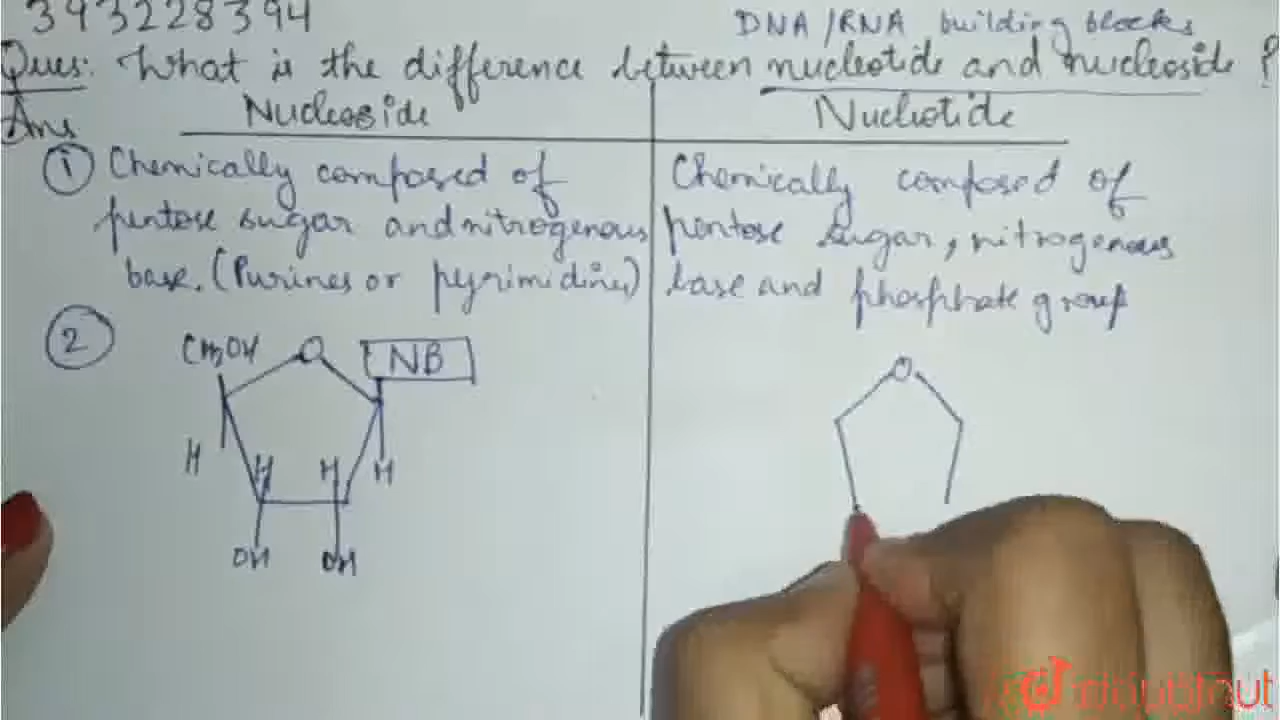 393228394
DNA/RNA building blocks
Ques: What is the difference between nucleotide and nucleoside ?
Ans
Nucleoside
Nucleotide
① Chemically composed of
pentose sugar and nitrogenous
base. (Purines or pyrimidines)
Chemically composed of
pentose sugar, nitrogenous
base and phosphate group
②
CH₂OH O NB
H H H H
OH OH
O
doubtnut